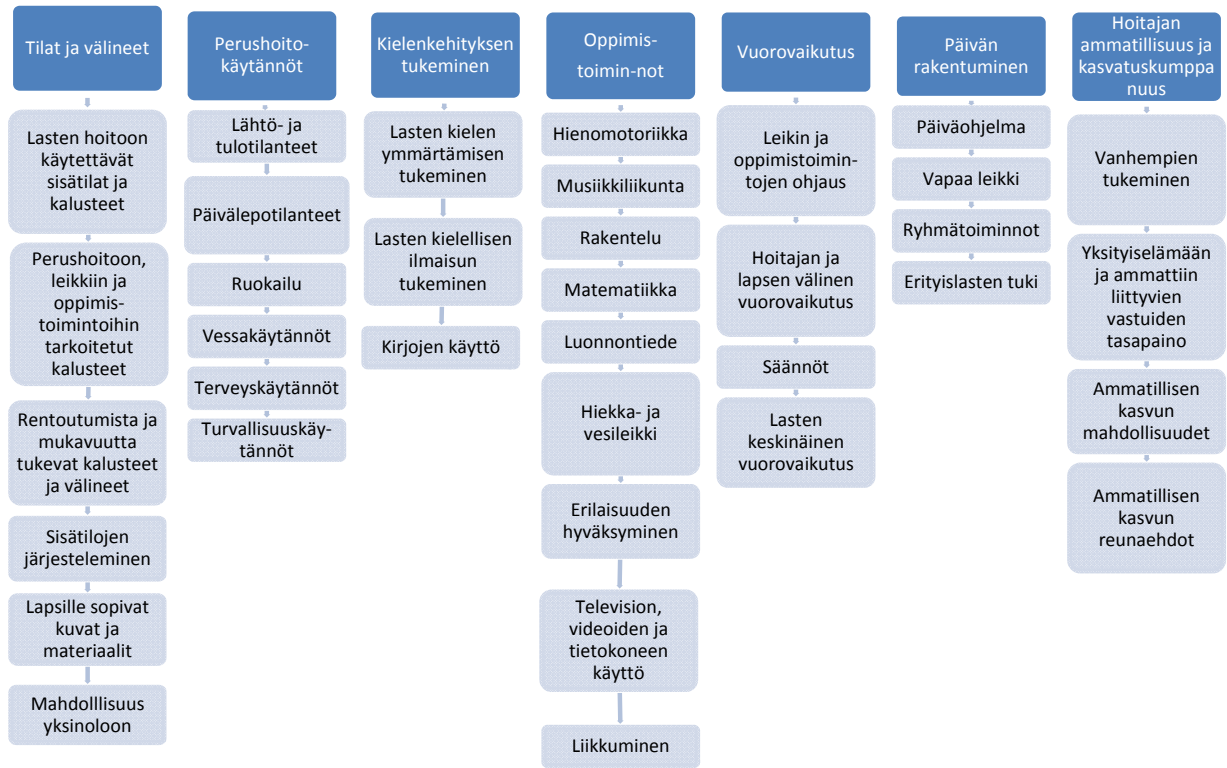 Tilat ja välineet
Lasten hoitoon
käytettävät
sisätilat ja
kalusteet
Perushoitoon,
leikkiin ja
oppimis-
toimintoihin
tarkoitetut
kalusteet
Rentoutumista ja
mukavuutta
tukevat kalusteet
ja välineet
Sisätilojen
järjesteleminen
Lapsille sopivat
kuvat ja
materiaalit
Mahdolllisuus
yksinoloon
Perushoito-
käytännöt
Lähtö- ja
tulotilanteet
Päivälepotilanteet
Ruokailu
Vessakäytännöt
Terveyskäytännöt
Turvallisuuskäy-
tännöt
Kielenkehityksen
tukeminen
Lasten kielen
ymmärtämisen
tukeminen
Lasten kielellisen
ilmaisun
tukeminen
Kirjojen käyttö
Oppimis-
toimin-not
Hienomotoriikka
Musiikkiliikunta
Rakentelu
Matematiikka
Luonnontiede
Hiekka- ja
vesileikki
Erilaisuuden
hyväksyminen
Television,
videoiden ja
tietokoneen
käyttö
Liikkuminen
Vuorovaikutus
Leikin ja
oppimistoimin-
tojen ohjaus
Hoitajan ja
lapsen välinen
vuorovaikutus
Säännöt
Lasten
keskinäinen
vuorovaikutus
Päivän
rakentuminen
Päiväohjelma
Vapaa leikki
Ryhmätoiminnot
Erityislasten tuki
Hoitajan
ammatillisuus ja
kasvatuskumppa
nuus
Vanhempien
tukeminen
Yksityiselämään
ja ammattiin
liittyvien
vastuiden
tasapaino
Ammatillisen
kasvun
mahdollisuudet
Ammatillisen
kasvun
reunaehdot